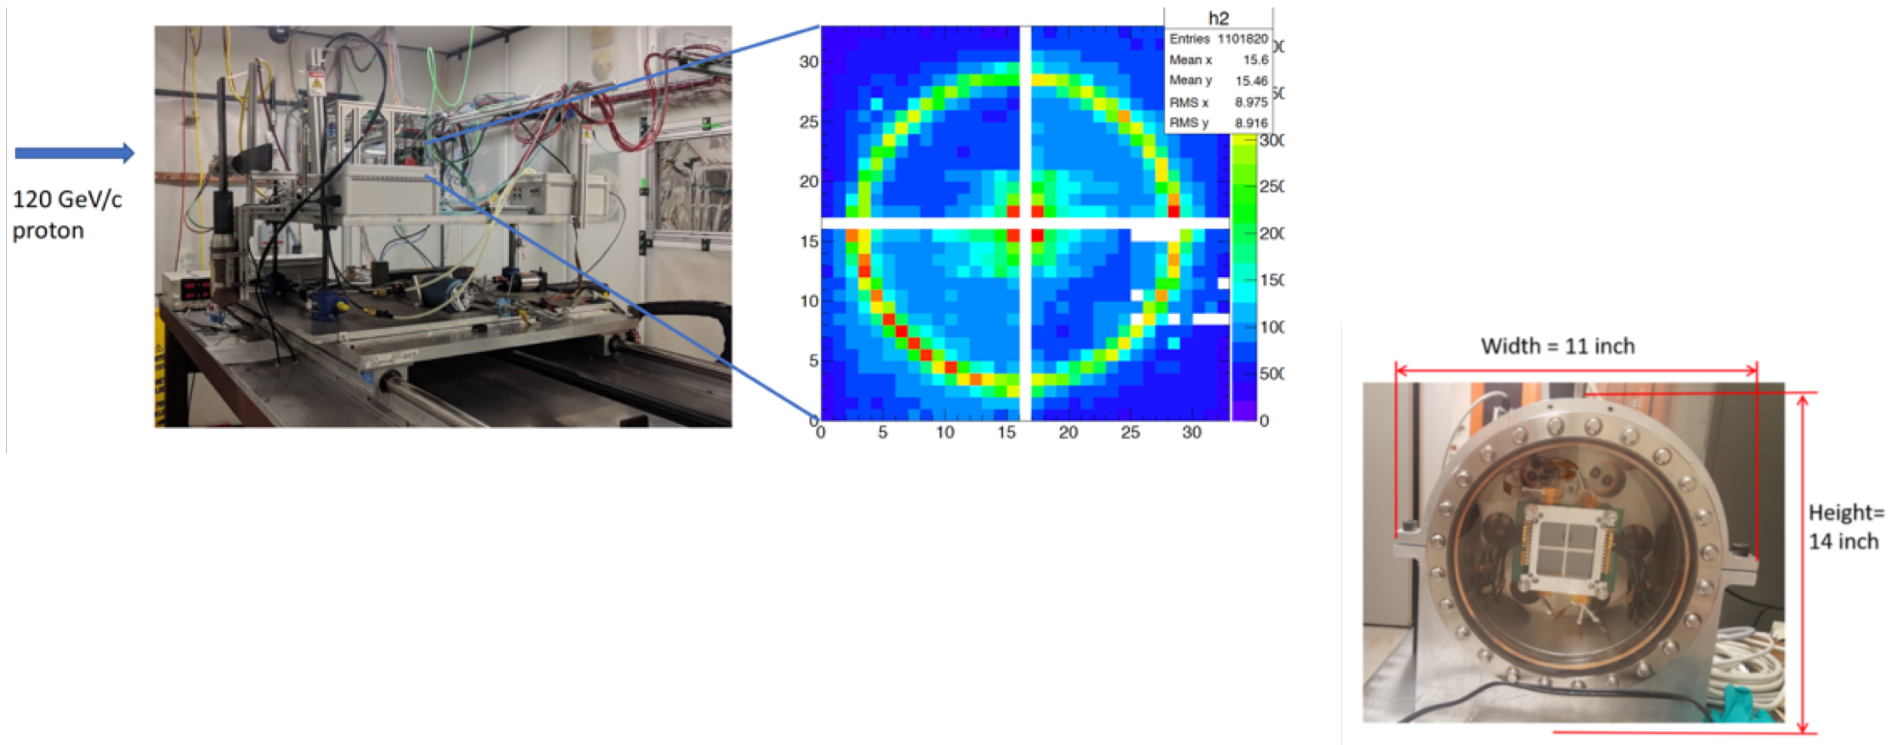 120 GeV/c
proton
h2
Entries 1101820
Mean x 15.6
Mean y 15.46
RMS x 8.975
RMS y 8.916
30
25
20
15
10
5
0
0 5 10 15 20 25 30
300
250
200
150
100
500
0
Width = 11 inch
Height=
14 inch